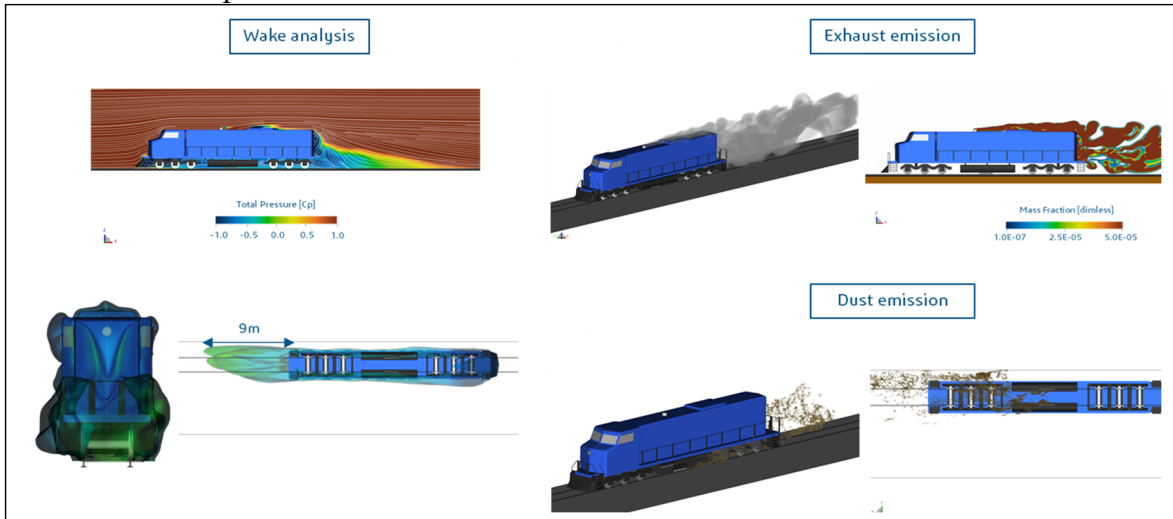 Wake analysis
Exhaust emission
Total Pressure [Cp]
-1.0 -0.5 0.0 0.5 1.0
Mass Fraction [dimless]
1.0E-07 2.5E-05 5.0E-05
Dust emission
9m